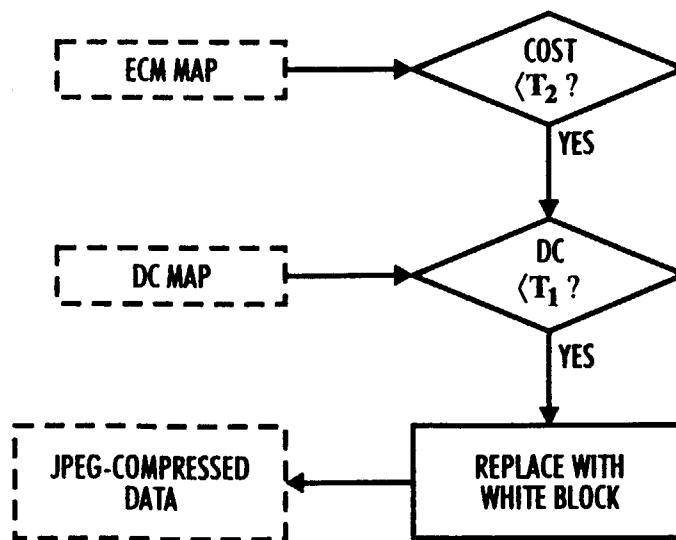 ECM MAP
COST
⟨T₂ ?
YES
DC MAP
DC
⟨T₁ ?
YES
JPEG-COMPRESSED
DATA
REPLACE WITH
WHITE BLOCK